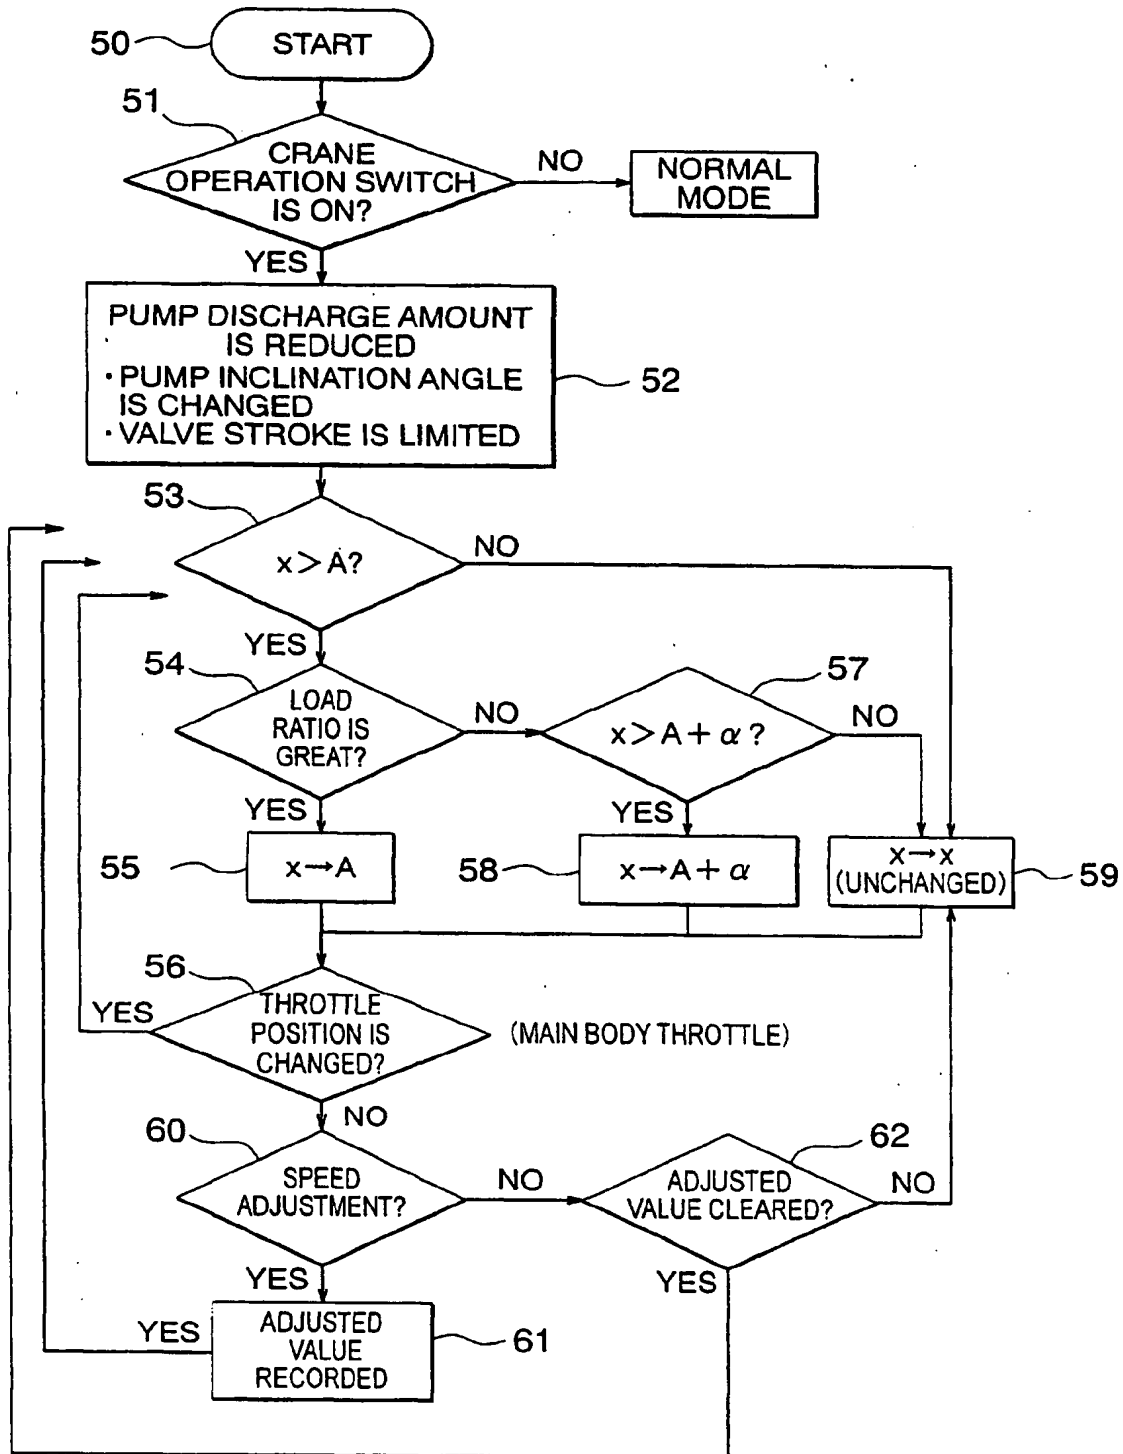 50
START
51
CRANE
OPERATION SWITCH
IS ON?
NO
NORMAL
MODE
YES
PUMP DISCHARGE AMOUNT
IS REDUCED
· PUMP INCLINATION ANGLE
IS CHANGED
· VALVE STROKE IS LIMITED
52
53
x > A?
NO
YES
54
LOAD
RATIO IS
GREAT?
NO
57
x > A + α ?
NO
YES
YES
55
x → A
58
x → A + α
x → x
(UNCHANGED)
59
56
YES
THROTTLE
POSITION IS
CHANGED?
(MAIN BODY THROTTLE)
NO
60
SPEED
ADJUSTMENT?
NO
62
ADJUSTED
VALUE CLEARED?
NO
YES
YES
YES
ADJUSTED
VALUE
RECORDED
61